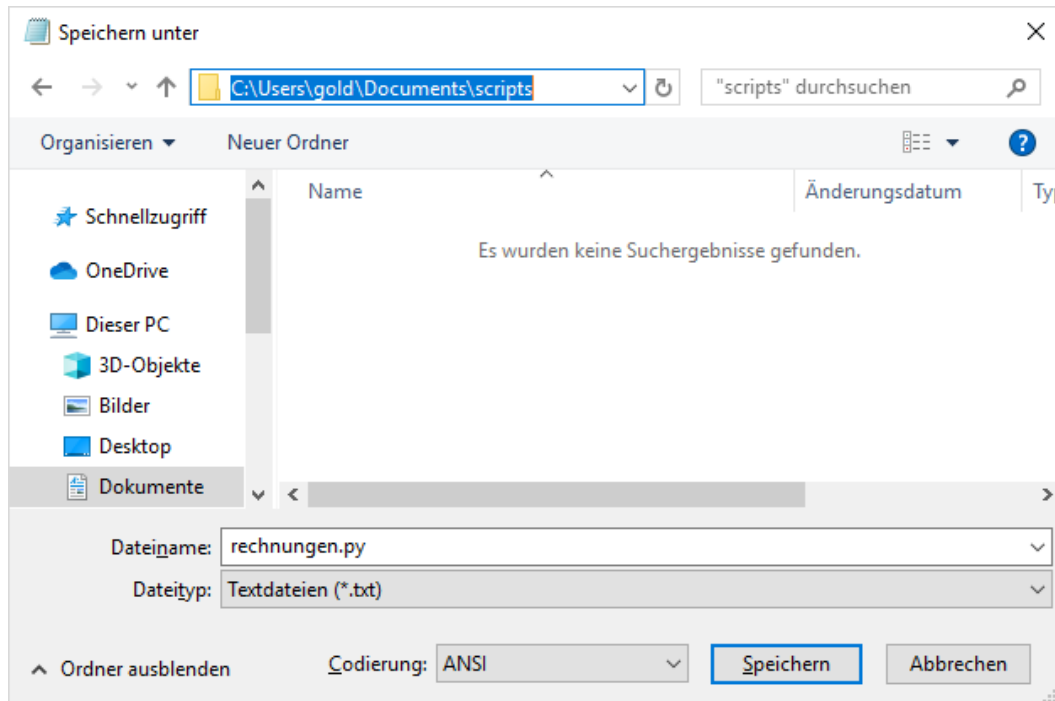 Speichern unter
C:\Users\gold\Documents\scripts
"scripts" durchsuchen
Organisieren
Neuer Ordner
Name
Änderungsdatum
Typ
Es wurden keine Suchergebnisse gefunden.
Schnellzugriff
OneDrive
Dieser PC
3D-Objekte
Bilder
Desktop
Dokumente
Dateiname: rechnungen.py
Dateityp: Textdateien (*.txt)
Ordner ausblenden
Codierung: ANSI
Speichern
Abbrechen